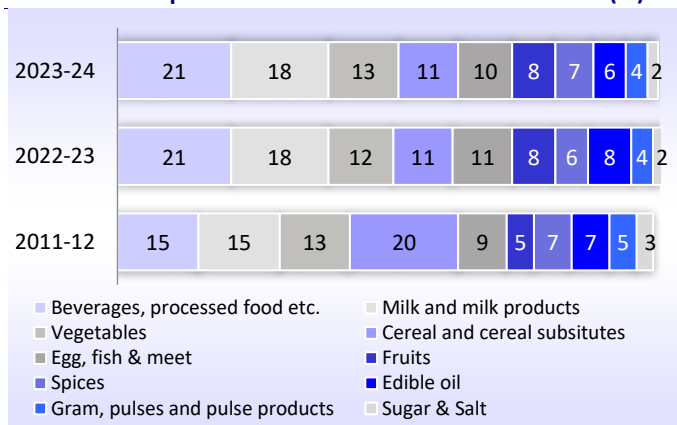 2023-24 21 18 13 11 10 8 7 6 4 2
2022-23 21 18 12 11 11 8 6 8 4 2
2011-12 15 15 13 20 9 5 7 7 5 3
Beverages, processed food etc. Milk and milk products
Vegetables Cereal and cereal subsitutes
Egg, fish & meet Fruits
Spices Edible oil
Gram, pulses and pulse products Sugar & Salt